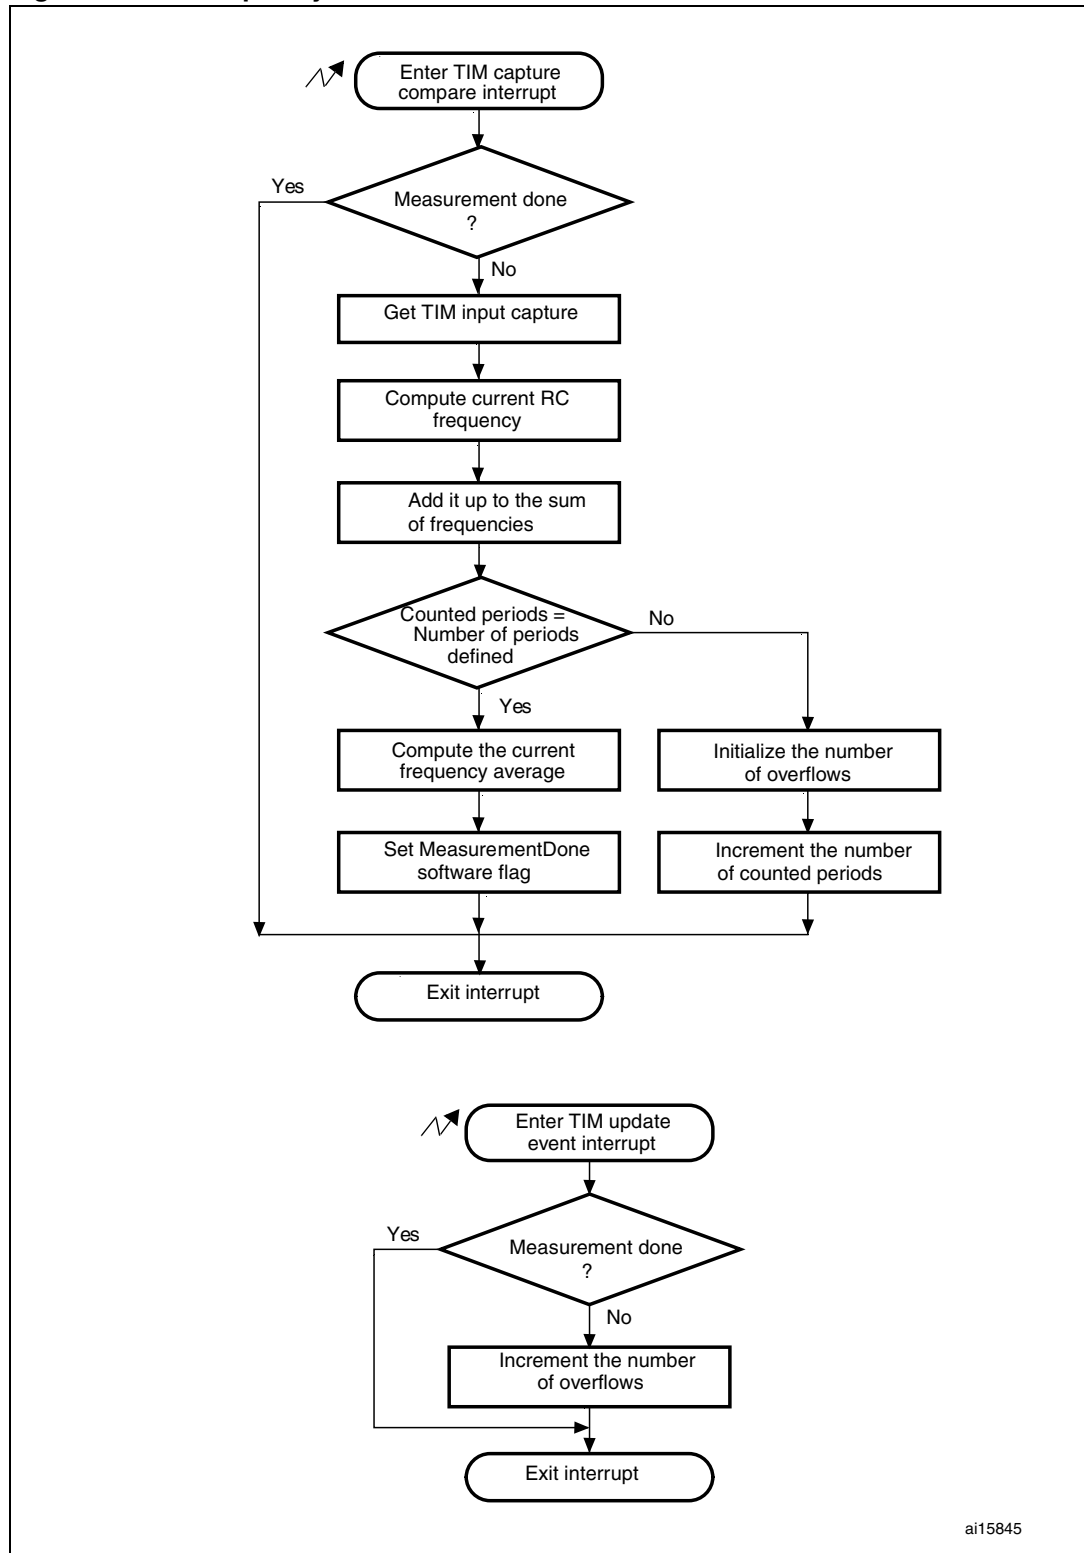 Enter TIM capture
compare interrupt
Yes
Measurement done
?
No
Get TIM input capture
Compute current RC
frequency
Add it up to the sum
of frequencies
Counted periods =
Number of periods
defined
No
Yes
Compute the current
frequency average
Initialize the number
of overflows
Set MeasurementDone
software flag
Increment the number
of counted periods
Exit interrupt
Enter TIM update
event interrupt
Yes
Measurement done
?
No
Increment the number
of overflows
Exit interrupt
ai15845